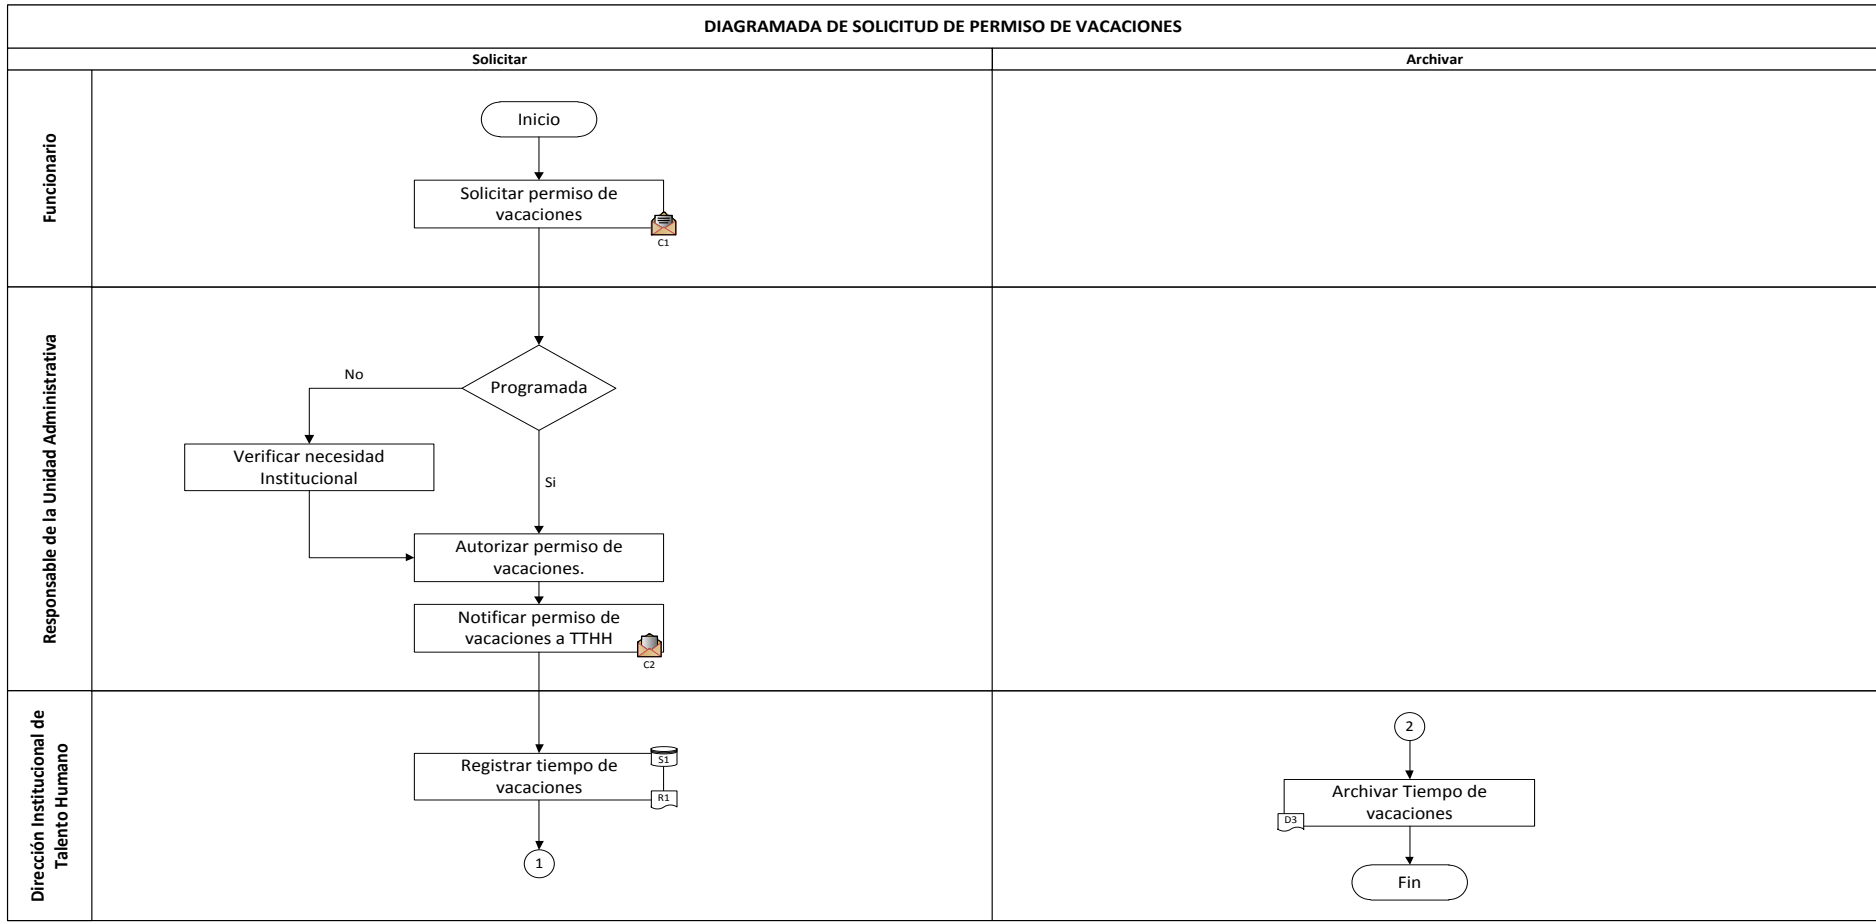 DIAGRAMADA DE SOLICITUD DE PERMISO DE VACACIONES
Solicitar
Archivar
Funcionario
Inicio
Solicitar permiso de
vacaciones
C1
Responsable de la Unidad Administrativa
Programada
No
Si
Verificar necesidad
Institucional
Autorizar permiso de
vacaciones.
Notificar permiso de
vacaciones a TTHH
C2
Dirección Institucional de
Talento Humano
Registrar tiempo de
vacaciones
S1
R1
1
2
Archivar Tiempo de
vacaciones
D3
Fin